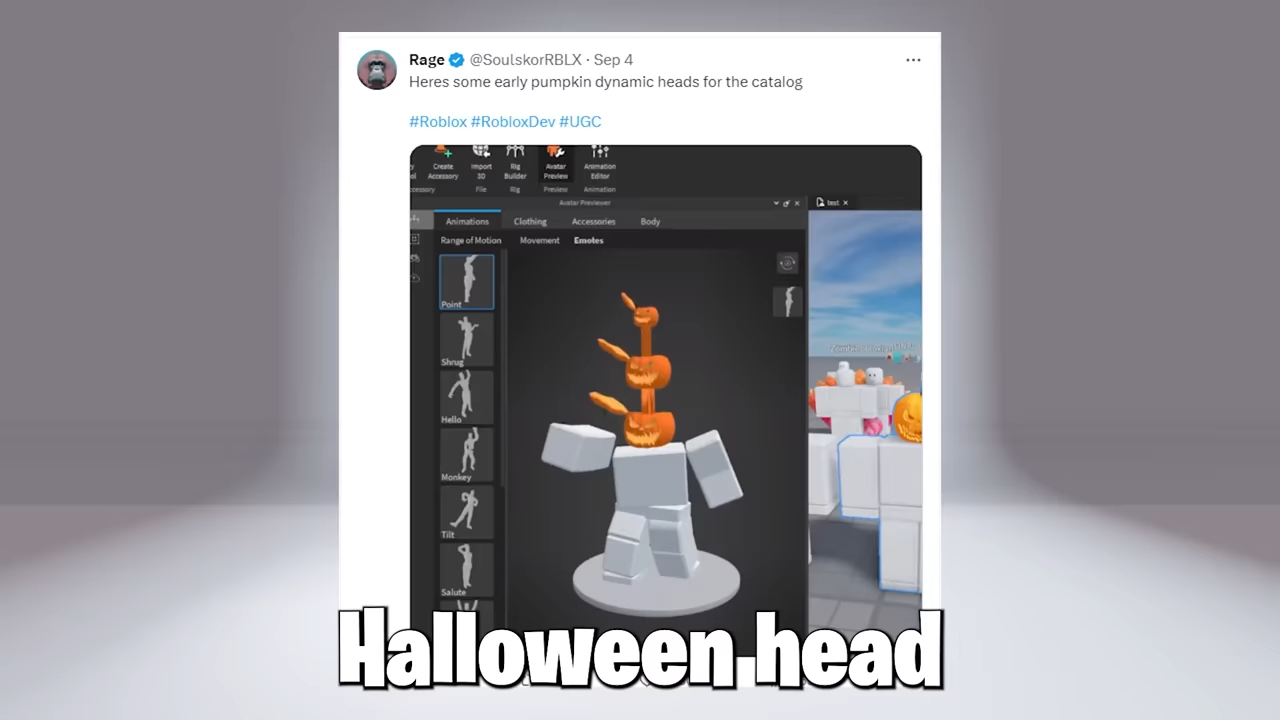 Rage @SoulskorRBLX · Sep 4
Heres some early pumpkin dynamic heads for the catalog
#Roblox #RobloxDev #UGC
Create Import Rig Avatar Animation
Accessory 3D Builder Preview Editor
File Rig Preview Animation
Avatar Previewer
test
Animations Clothing Accessories Body
Range of Motion Movement Emotes
Point
Shrug
Hello
Monkey
Tilt
Salute
Halloween head